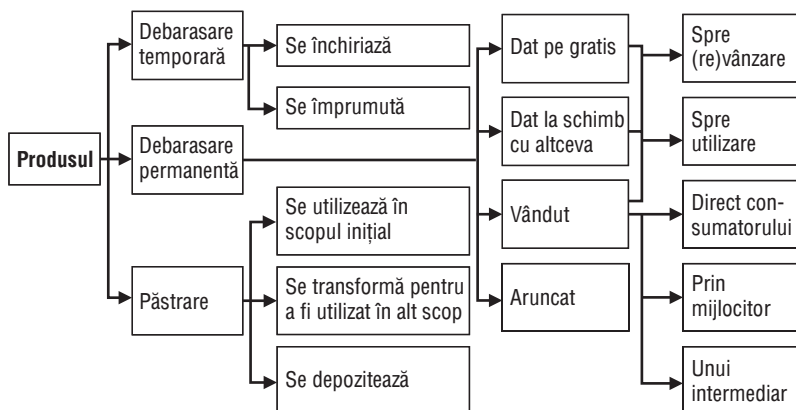 Produsul
Debarasare
temporară
Debarasare
permanentă
Păstrare
Se închiriază
Se împrumută
Se utilizează în
scopul inițial
Se transformă pentru
a fi utilizat în alt scop
Se depozitează
Dat pe gratis
Dat la schimb
cu altceva
Vândut
Aruncat
Spre
(re)vânzare
Spre
utilizare
Direct con-
sumatorului
Prin
mijlocitor
Unui
intermediar